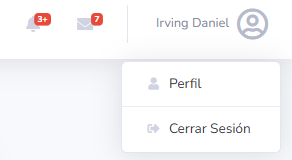 3+
7
Irving Daniel
Perfil
Cerrar Sesión